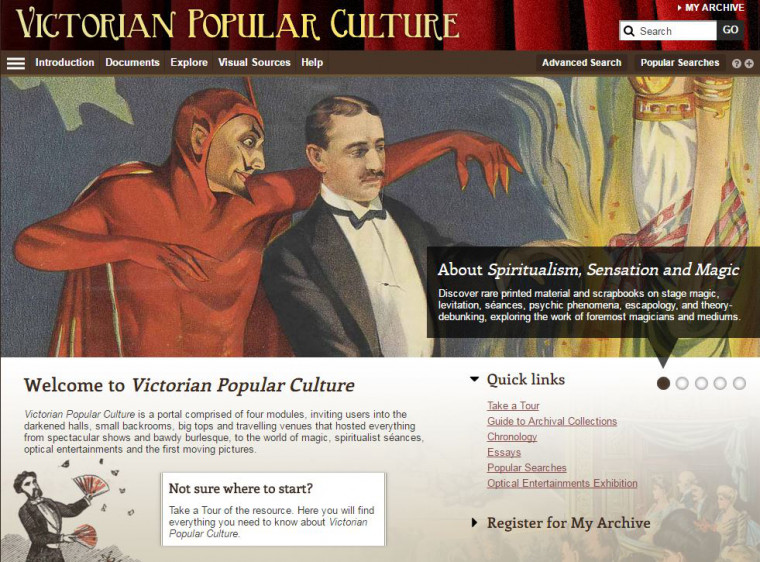 VICTORIAN POPULAR CULTURE
MY ARCHIVE
Search GO
Introduction Documents Explore Visual Sources Help Advanced Search Popular Searches
About Spiritualism, Sensation and Magic
Discover rare printed material and scrapbooks on stage magic,
levitation, séances, psychic phenomena, escapology, and theory-
debunking, exploring the work of foremost magicians and mediums.
Welcome to Victorian Popular Culture
Victorian Popular Culture is a portal comprised of four modules, inviting users into the
darkened halls, small backrooms, big tops and travelling venues that hosted everything
from spectacular shows and bawdy burlesque, to the world of magic, spiritualist séances,
optical entertainments and the first moving pictures.
Not sure where to start?
Take a Tour of the resource. Here you will find
everything you need to know about Victorian
Popular Culture.
Quick links
Take a Tour
Guide to Archival Collections
Chronology
Essays
Popular Searches
Optical Entertainments Exhibition
Register for My Archive